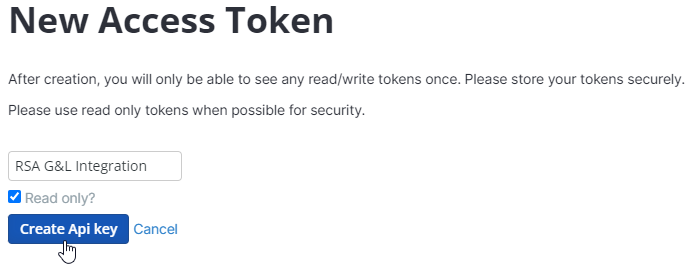 New Access Token
After creation, you will only be able to see any read/write tokens once. Please store your tokens securely.
Please use read only tokens when possible for security.
RSA G&L Integration
Read only?
Create Api key Cancel